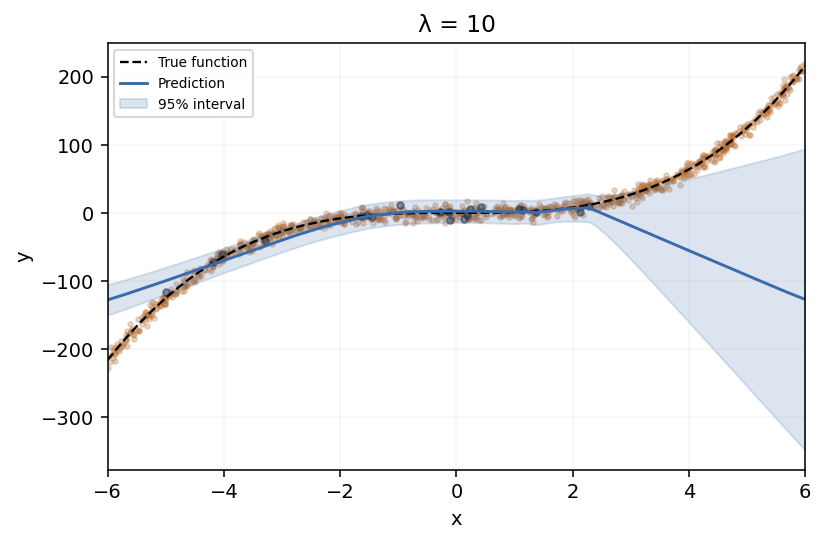 λ = 10
True function
Prediction
95% interval
y
200
100
0
−100
−200
−300
−6 −4 −2 0 2 4 6
x